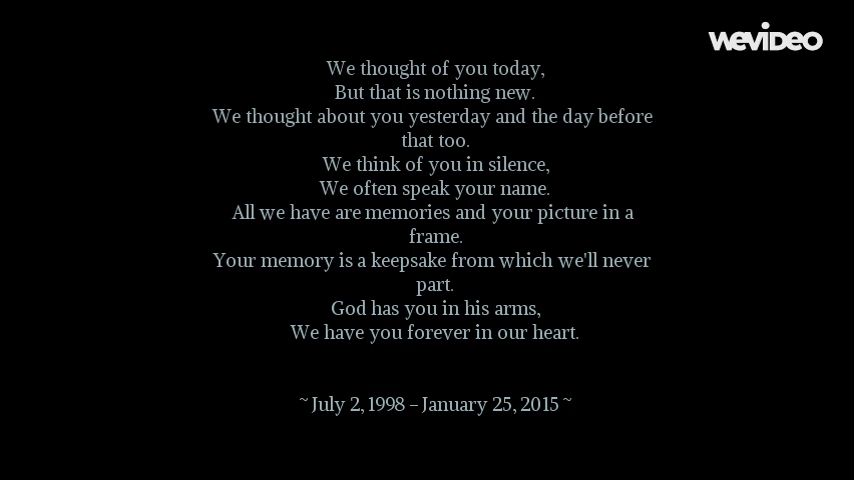 wevideo
We thought of you today,
But that is nothing new.
We thought about you yesterday and the day before
that too.
We think of you in silence,
We often speak your name.
All we have are memories and your picture in a
frame.
Your memory is a keepsake from which we'll never
part.
God has you in his arms,
We have you forever in our heart.
~ July 2, 1998 – January 25, 2015 ~